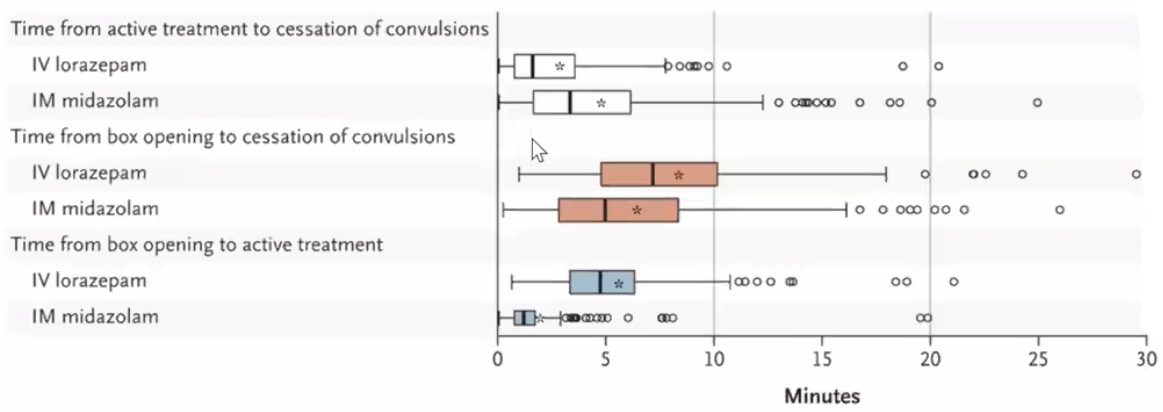 Time from active treatment to cessation of convulsions
IV lorazepam
IM midazolam
Time from box opening to cessation of convulsions
IV lorazepam
IM midazolam
Time from box opening to active treatment
IV lorazepam
IM midazolam
0 5 10 15 20 25 30
Minutes